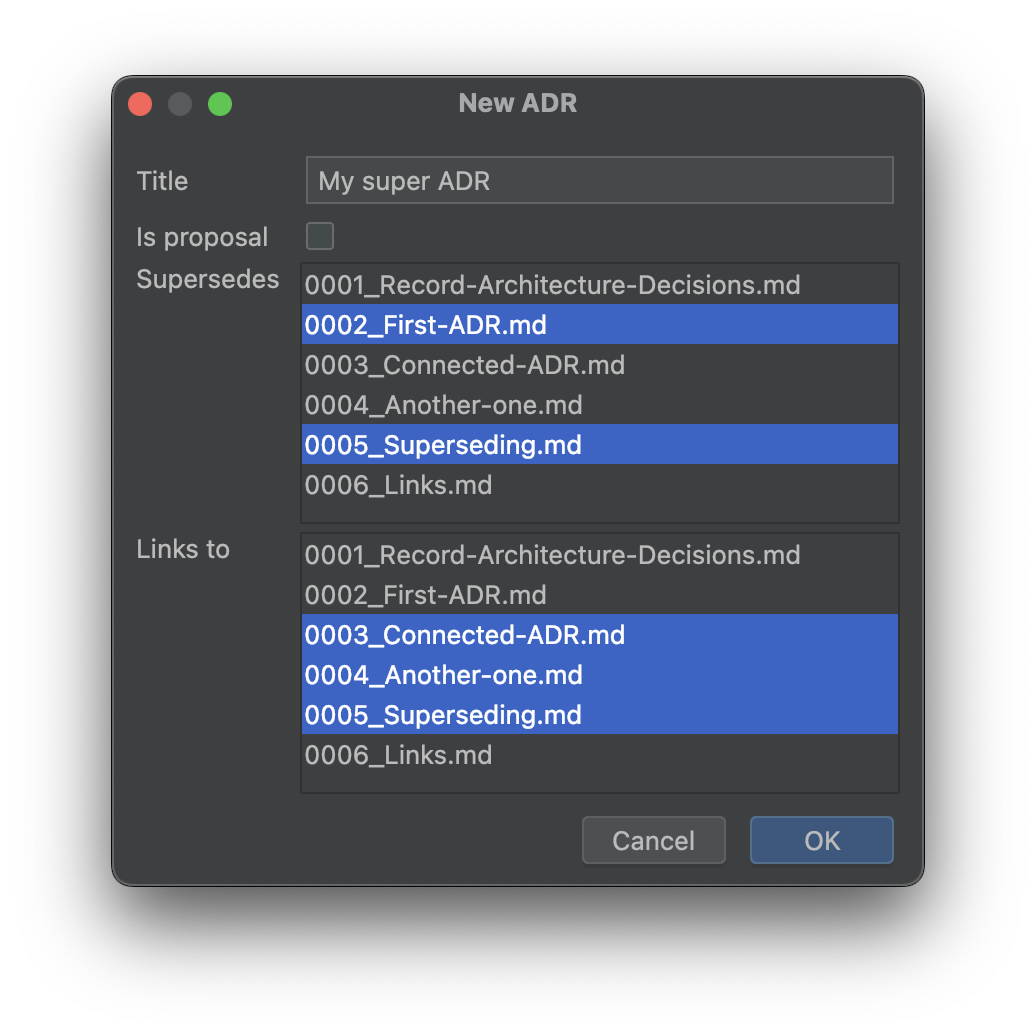 New ADR
Title
My super ADR
Is proposal
Supersedes
0001_Record-Architecture-Decisions.md
0002_First-ADR.md
0003_Connected-ADR.md
0004_Another-one.md
0005_Superseding.md
0006_Links.md
Links to
0001_Record-Architecture-Decisions.md
0002_First-ADR.md
0003_Connected-ADR.md
0004_Another-one.md
0005_Superseding.md
0006_Links.md
Cancel
OK